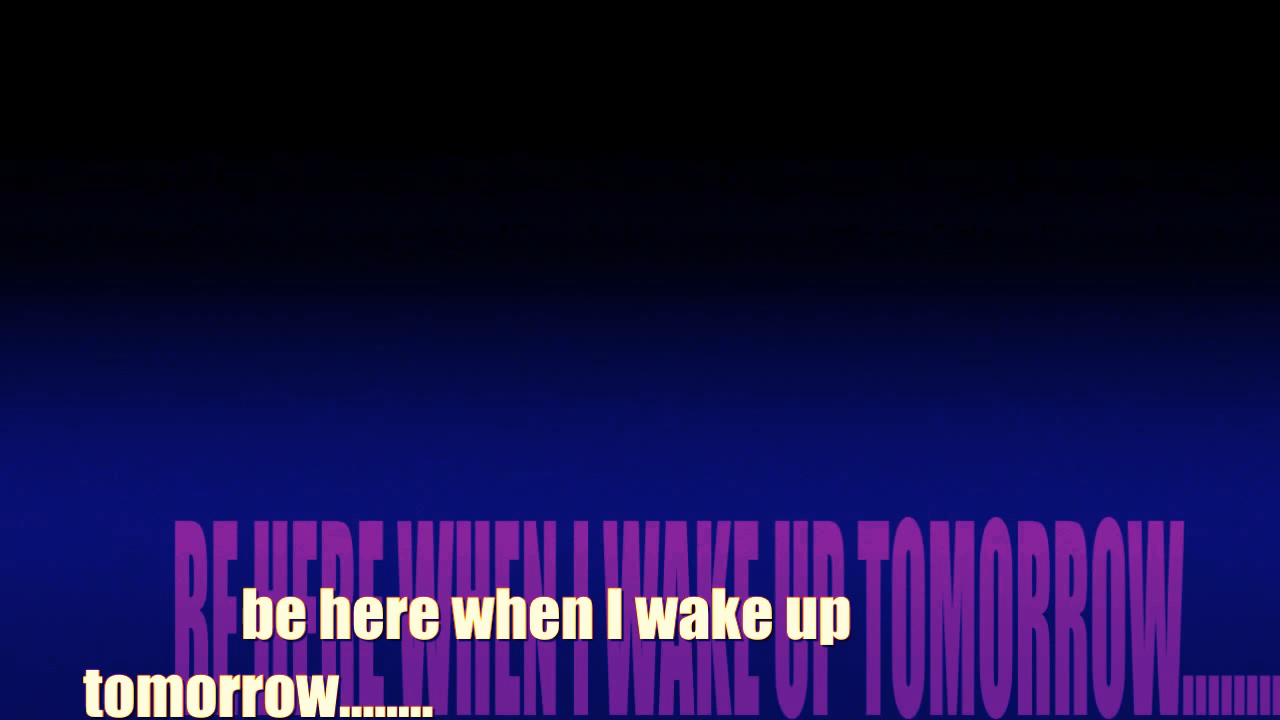 BE HERE WHEN I WAKE UP TOMORROW........
be here when I wake up
tomorrow........